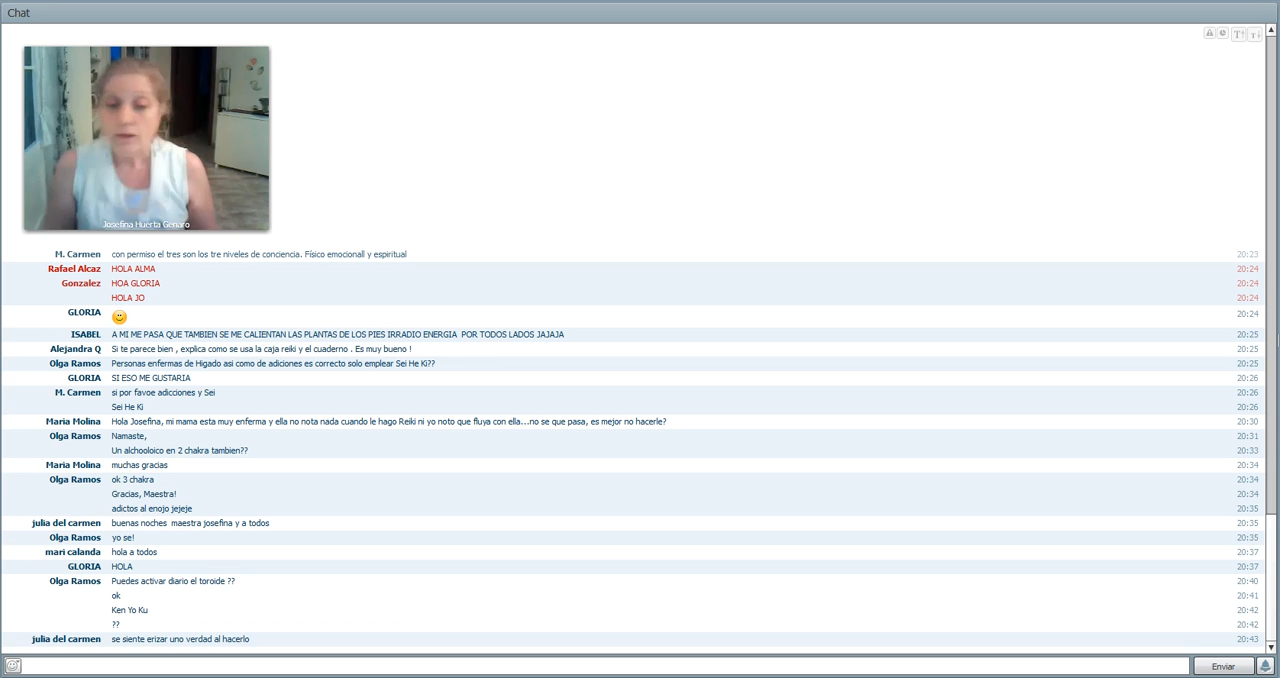 Chat
Josefina Huerta Genaro
M. Carmen con permiso el tres son los tre niveles de conciencia. Físico emocionall y espiritual 20:23
Rafael Alcaz HOLA ALMA 20:24
Gonzalez HOA GLORIA 20:24
HOLA JO 20:24
GLORIA 20:24
ISABEL A MI ME PASA QUE TAMBIEN SE ME CALIENTAN LAS PLANTAS DE LOS PIES IRRADIO ENERGIA POR TODOS LADOS JAJAJA 20:25
Alejandra Q Si te parece bien , explica como se usa la caja reiki y el cuaderno . Es muy bueno ! 20:25
Olga Ramos Personas enfermas de Higado asi como de adiciones es correcto solo emplear Sei He Ki?? 20:25
GLORIA SI ESO ME GUSTARIA 20:26
M. Carmen si por favoe adicciones y Sei 20:26
Sei He Ki 20:26
Maria Molina Hola Josefina, mi mama esta muy enferma y ella no nota nada cuando le hago Reiki ni yo noto que fluya con ella...no se que pasa, es mejor no hacerle? 20:30
Olga Ramos Namaste, 20:31
Un alchooloico en 2 chakra tambien?? 20:33
Maria Molina muchas gracias 20:34
Olga Ramos ok 3 chakra 20:34
Gracias, Maestra! 20:34
adictos al enojo jejeje 20:35
julia del carmen buenas noches maestra josefina y a todos 20:35
Olga Ramos yo se! 20:35
mari calanda hola a todos 20:37
GLORIA HOLA 20:37
Olga Ramos Puedes activar diario el toroide ?? 20:40
ok 20:41
Ken Yo Ku 20:42
?? 20:42
julia del carmen se siente erizar uno verdad al hacerlo 20:43
Enviar